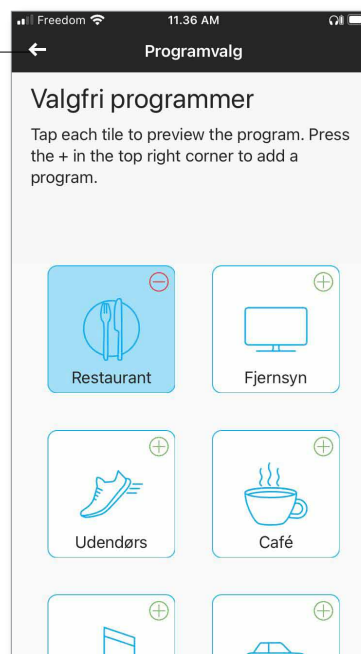 Freedom 11.36 AM
Programvalg
Valgfri programmer
Tap each tile to preview the program. Press
the + in the top right corner to add a
program.
Restaurant Fjernsyn
Udendørs Café